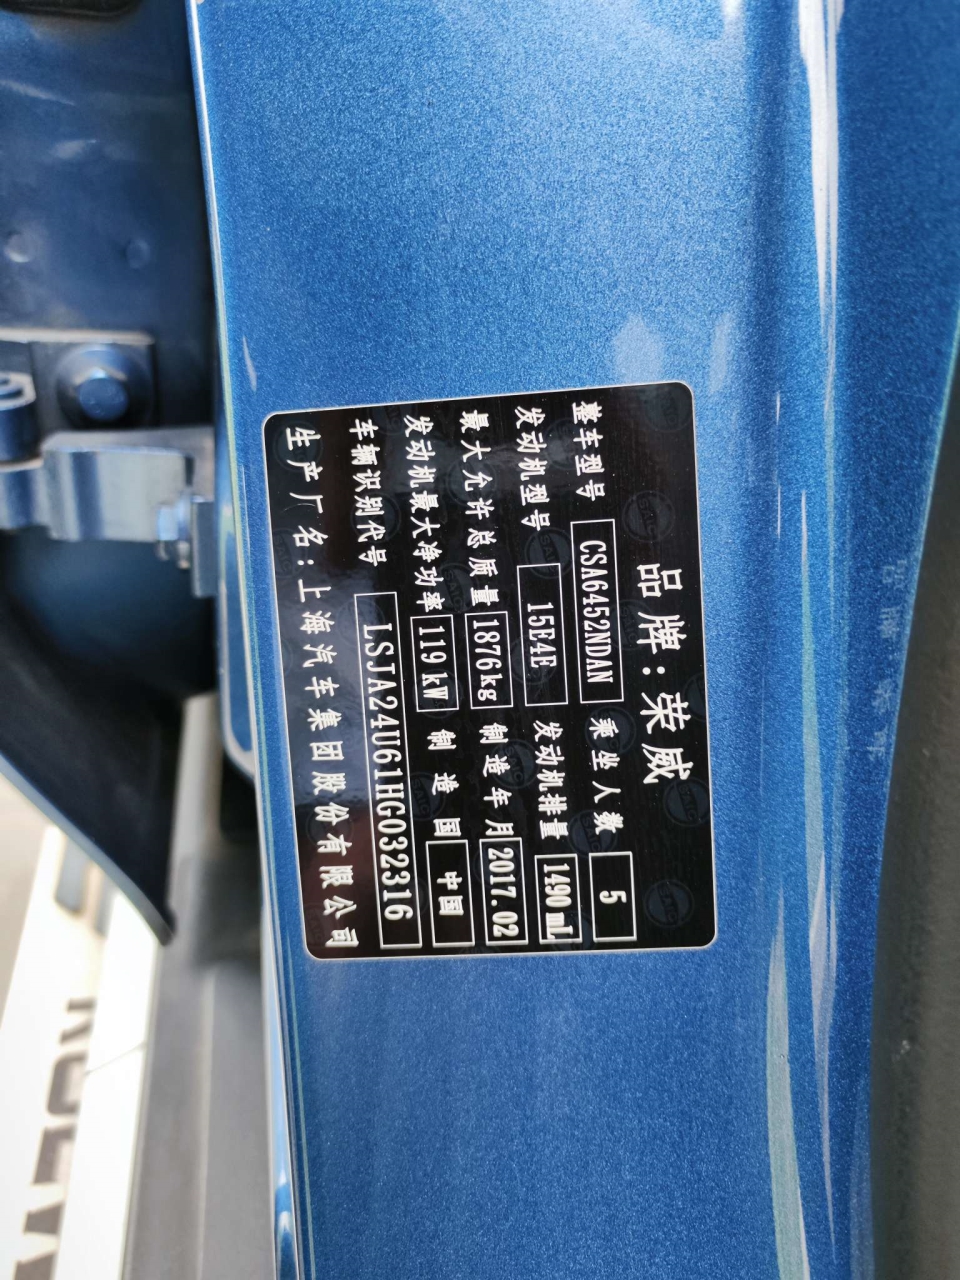 品牌:荣威
整车型号 CSA6452NDAN 乘坐人数 5
发动机型号 15E4E 发动机排量 1490 mL
最大允许总质量 1876kg 制造年月 2017.02
发动机最大净功率 119 kW 制造国 中国
车辆识别代号 LSJA24U61HG032316
生产厂名:上海汽车集团股份有限公司